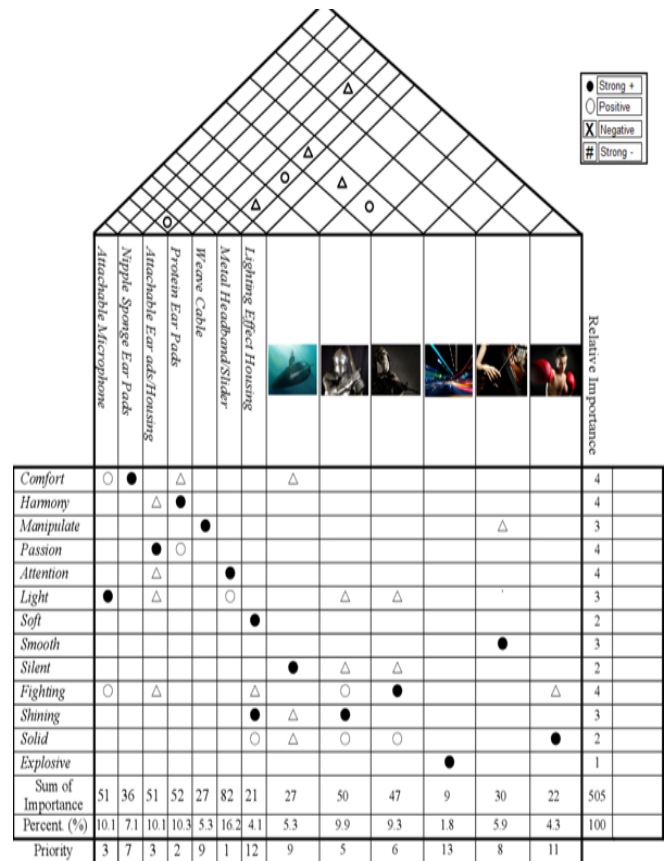 Strong +
Positive
X Negative
# Strong -
Attachable Microphone
Nipple Sponge Ear Pads
Attachable Ear ads/Housing
Protein Ear Pads
Weave Cable
Metal Headband/Slider
Lighting Effect Housing
Relative Importance
Comfort 4
Harmony 4
Manipulate 3
Passion 4
Attention 4
Light 3
Soft 2
Smooth 3
Silent 2
Fighting 4
Shining 3
Solid 2
Explosive 1
Sum of
Importance 51 36 51 52 27 82 21 27 50 47 9 30 22 505
Percent. (%) 10.1 7.1 10.1 10.3 5.3 16.2 4.1 5.3 9.9 9.3 1.8 5.9 4.3 100
Priority 3 7 3 2 9 1 12 9 5 6 13 8 11